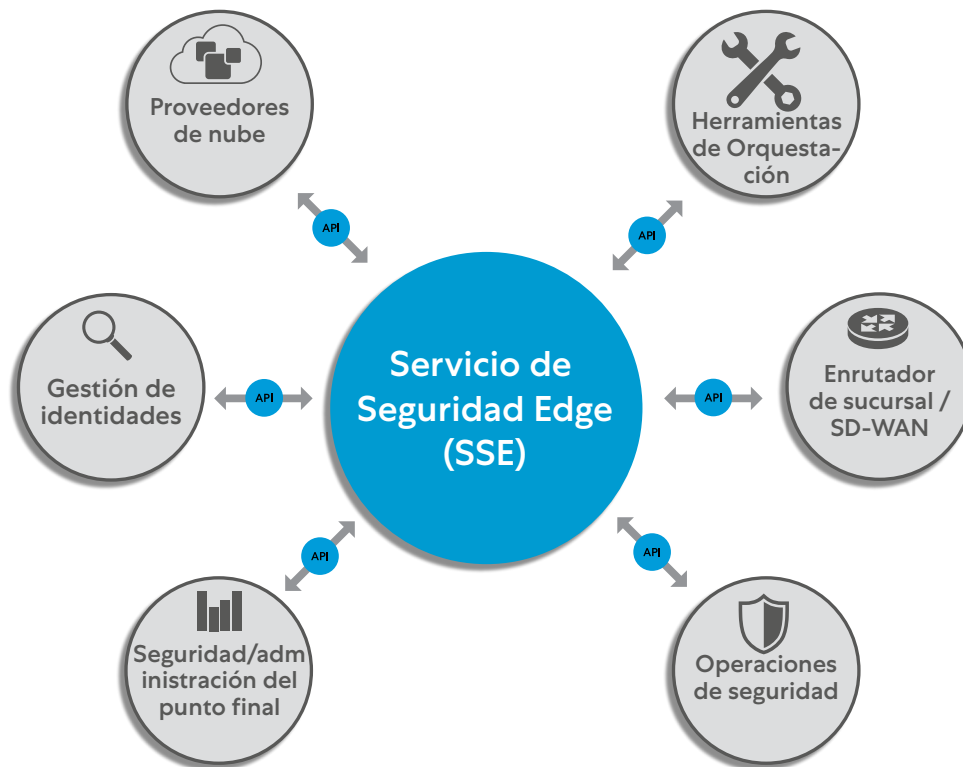 Proveedores
de nube
Herramientas
de Orquesta-
ción
API
API
Servicio de
Seguridad Edge
(SSE)
Gestión de
identidades
API
API
Enrutador
de sucursal /
SD-WAN
API
API
Seguridad/adm
inistración del
punto final
Operaciones
de seguridad